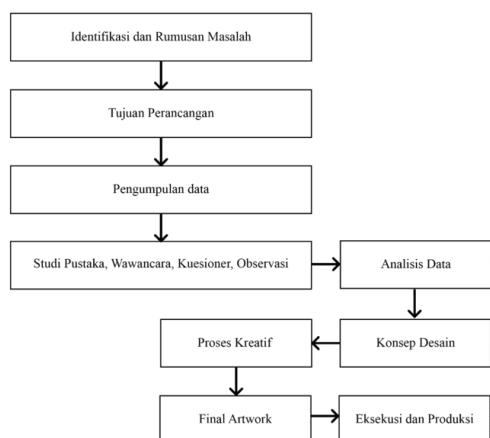 Identifikasi dan Rumusan Masalah
Tujuan Perancangan
Pengumpulan data
Studi Pustaka, Wawancara, Kuesioner, Observasi
Analisis Data
Konsep Desain
Proses Kreatif
Final Artwork
Eksekusi dan Produksi